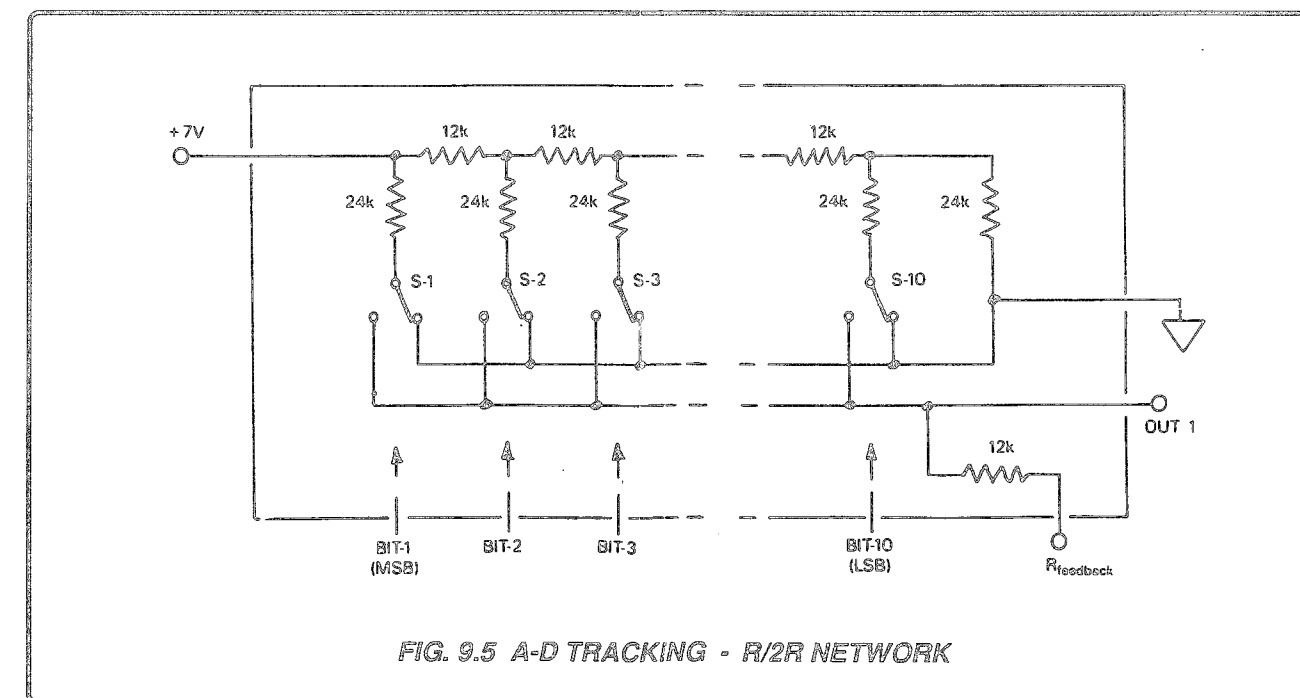 +7V
12k
12k
12k
24k
24k
24k
24k
24k
S-1
S-2
S-3
S-10
OUT 1
12k
BIT-1
(MSB)
BIT-2
BIT-3
BIT-10
(LSB)
Rfeedback
FIG. 9.5 A-D TRACKING - R/2R NETWORK